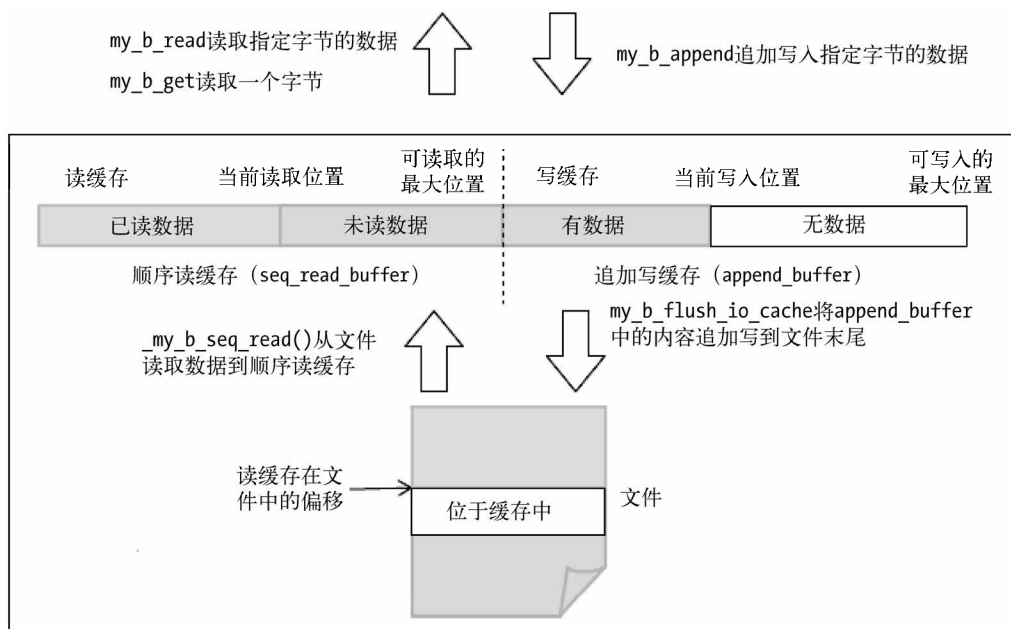 my_b_read读取指定字节的数据
my_b_get读取一个字节
my_b_append追加写入指定字节的数据
读缓存
当前读取位置
可读取的
最大位置
写缓存
当前写入位置
可写入的
最大位置
已读数据
未读数据
有数据
无数据
顺序读缓存（seq_read_buffer）
追加写缓存（append_buffer）
_my_b_seq_read()从文件
读取数据到顺序读缓存
my_b_flush_io_cache将append_buffer
中的内容追加写到文件末尾
读缓存在文
件中的偏移
位于缓存中
文件